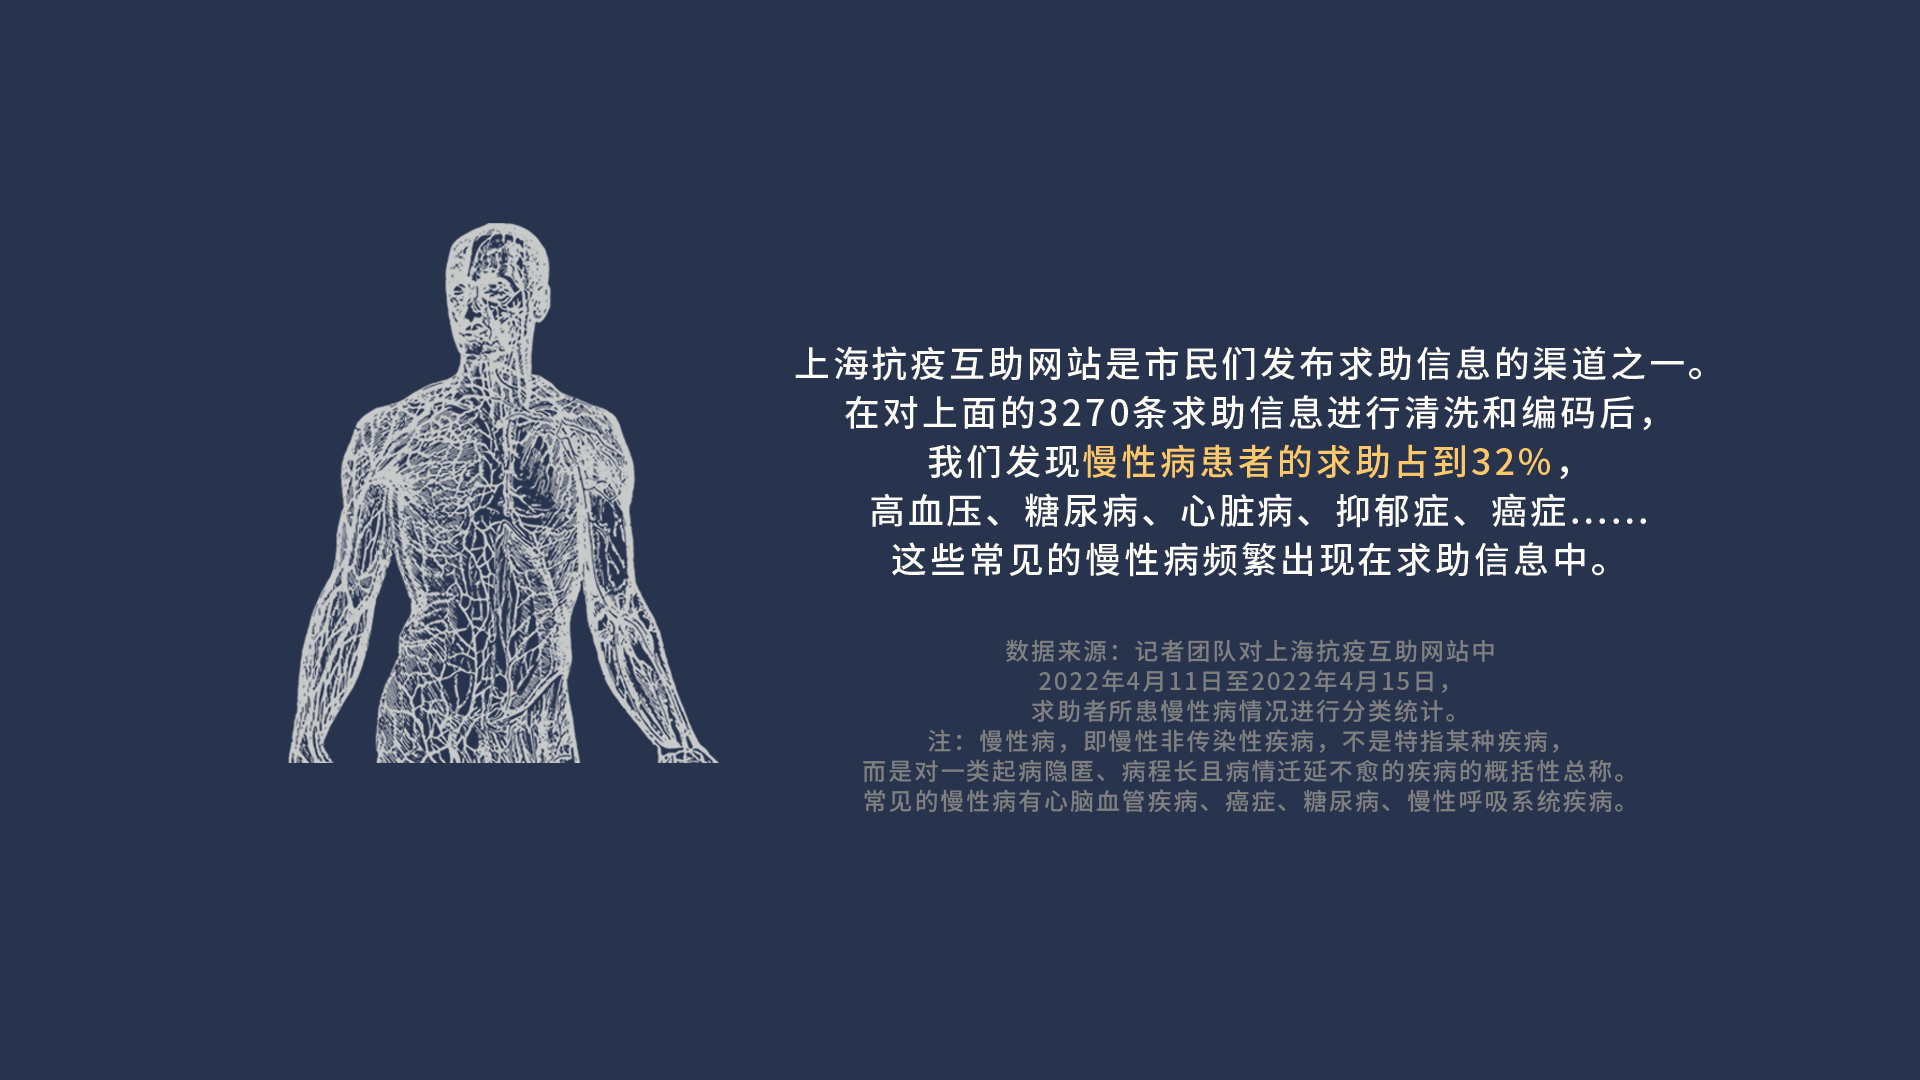 上海抗疫互助网站是市民们发布求助信息的渠道之一。
在对上面的3270条求助信息进行清洗和编码后，
我们发现慢性病患者的求助占到32%，
高血压、糖尿病、心脏病、抑郁症、癌症……
这些常见的慢性病频繁出现在求助信息中。
数据来源：记者团队对上海抗疫互助网站中
2022年4月11日至2022年4月15日，
求助者所患慢性病情况进行分类统计。
注：慢性病，即慢性非传染性疾病，不是特指某种疾病，
而是对一类起病隐匿、病程长且病情迁延不愈的疾病的概括性总称。
常见的慢性病有心脑血管疾病、癌症、糖尿病、慢性呼吸系统疾病。